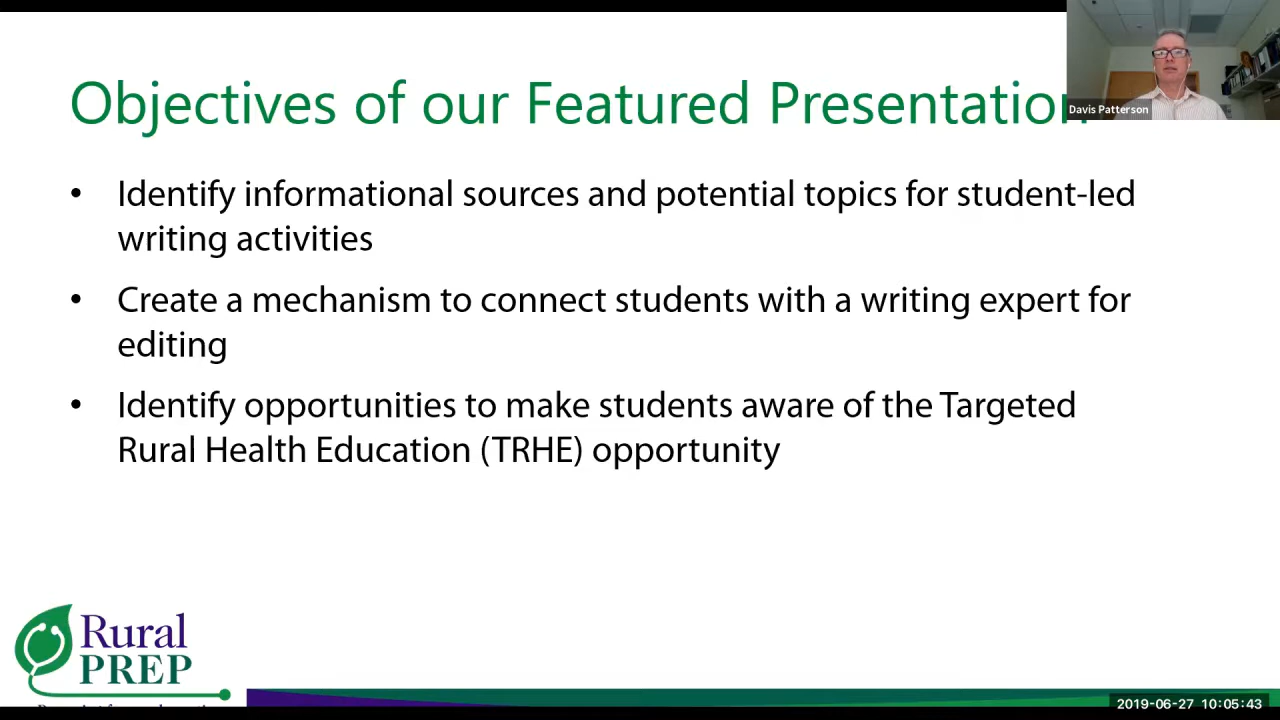 Objectives of our Featured Presentation
Davis Patterson
• Identify informational sources and potential topics for student-led
writing activities
• Create a mechanism to connect students with a writing expert for
editing
• Identify opportunities to make students aware of the Targeted
Rural Health Education (TRHE) opportunity
Rural
PREP
2019-06-27 10:05:43